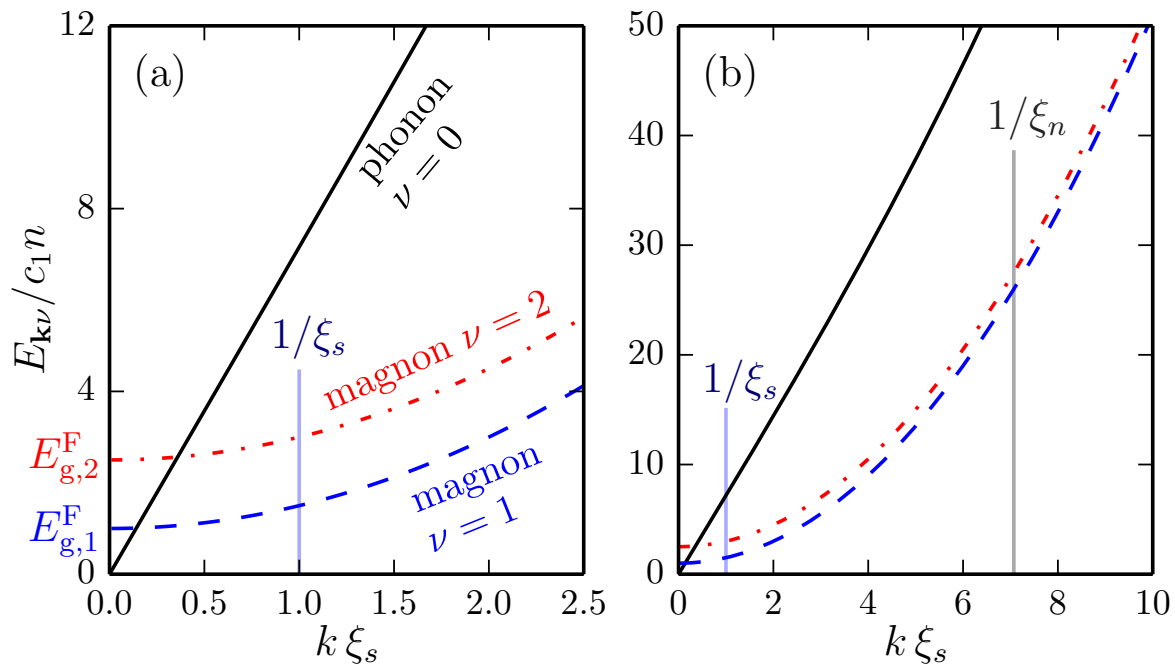 (a)
12
8
4
0
E_{𝐤ν}/c₁n
E^F_{g,2}
E^F_{g,1}
phonon
ν = 0
1/ξ_s
magnon ν = 2
magnon
ν = 1
0.0 0.5 1.0 1.5 2.0 2.5
k ξ_s
(b)
50
40
30
20
10
0
1/ξ_n
1/ξ_s
0 2 4 6 8 10
k ξ_s